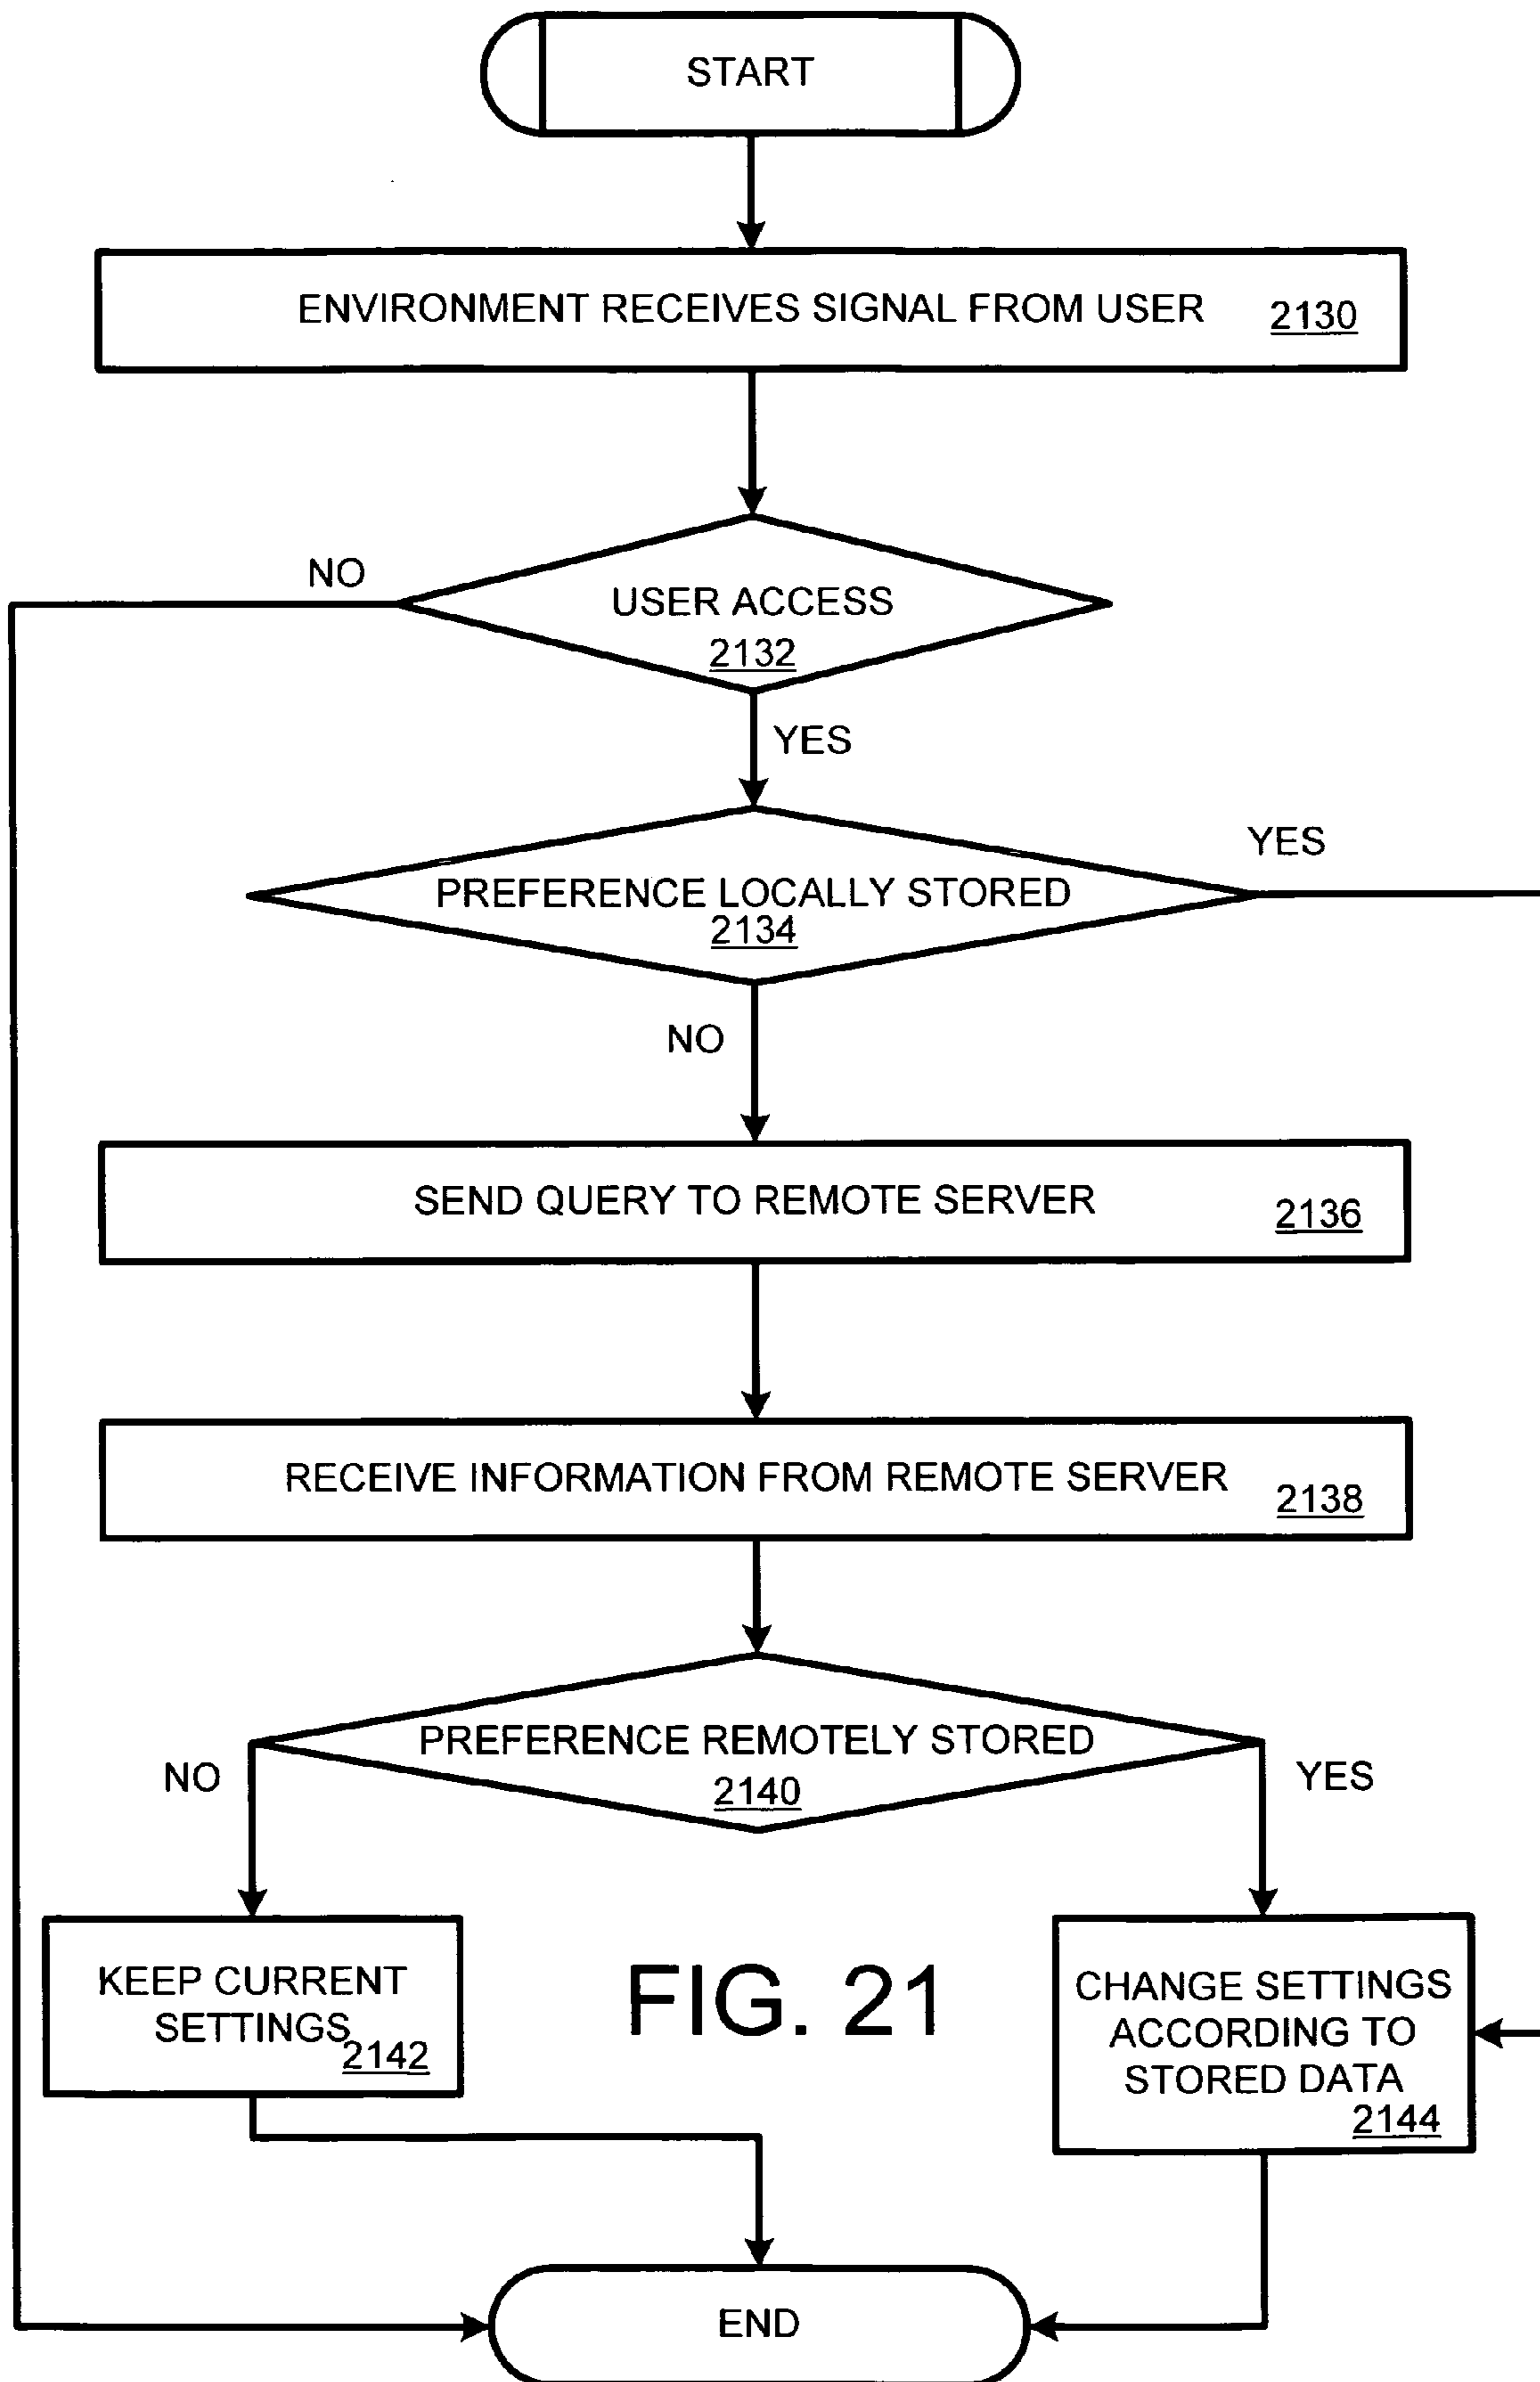 START
ENVIRONMENT RECEIVES SIGNAL FROM USER 2130
NO
USER ACCESS
2132
YES
YES
PREFERENCE LOCALLY STORED
2134
NO
SEND QUERY TO REMOTE SERVER 2136
RECEIVE INFORMATION FROM REMOTE SERVER 2138
PREFERENCE REMOTELY STORED
2140
NO
YES
KEEP CURRENT
SETTINGS
2142
FIG. 21
CHANGE SETTINGS
ACCORDING TO
STORED DATA
2144
END